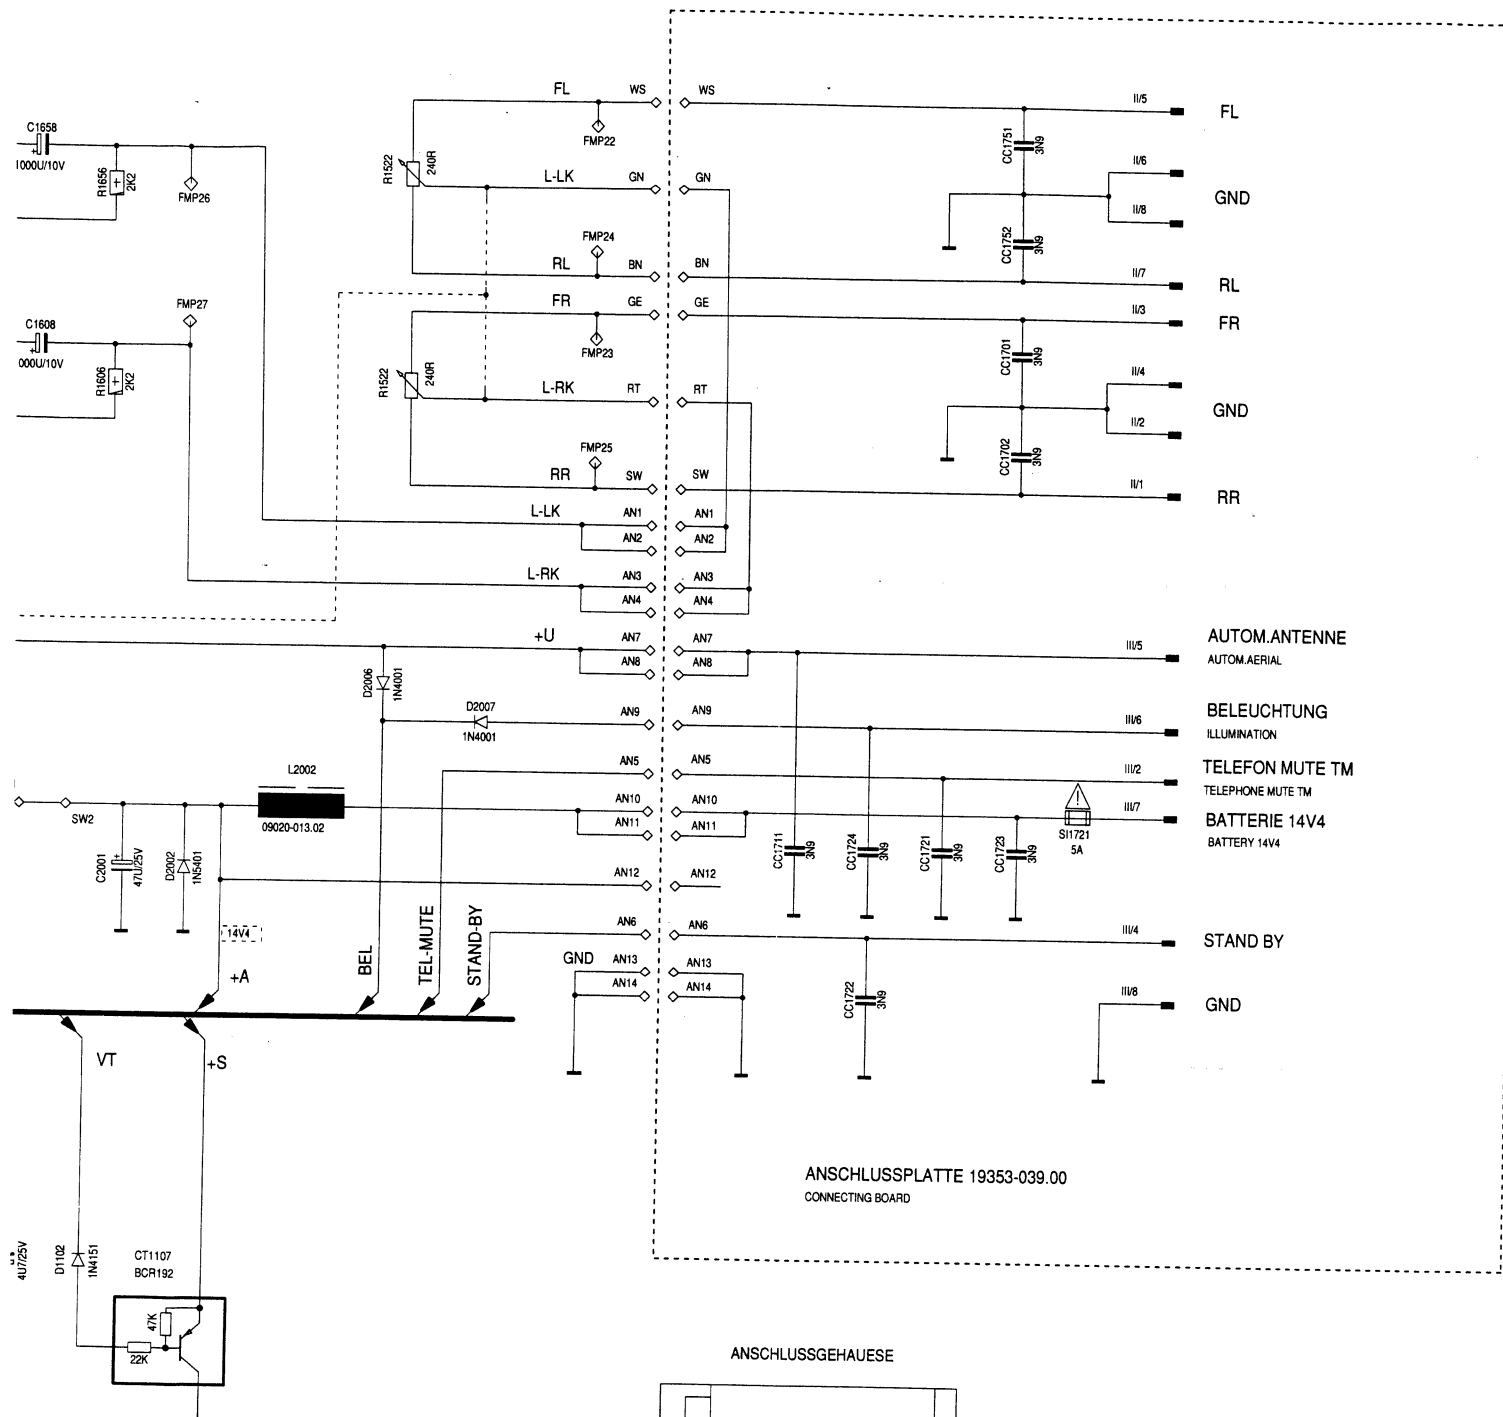 FL
WS
WS
II/5
FL
C1658
+
1000U/10V
R1656
+
2K2
FMP26
R1522
240R
FMP22
CC1751
3N9
II/6
L-LK
GN
GN
GND
II/8
FMP24
CC1752
3N9
RL
BN
BN
II/7
RL
FR
GE
GE
II/3
FR
FMP27
C1608
+
000U/10V
R1606
+
2K2
FMP23
R1522
240R
CC1701
3N9
II/4
L-RK
RT
RT
GND
II/2
FMP25
CC1702
3N9
RR
SW
SW
II/1
RR
L-LK
AN1
AN1
AN2
AN2
L-RK
AN3
AN3
AN4
AN4
+U
AN7
AN7
III/5
AUTOM.ANTENNE
AUTOM.AERIAL
AN8
AN8
D2006
1N4001
D2007
1N4001
AN9
AN9
III/6
BELEUCHTUNG
ILLUMINATION
AN5
AN5
III/2
TELEFON MUTE TM
TELEPHONE MUTE TM
L2002
09020-013.02
SW2
AN10
AN10
III/7
BATTERIE 14V4
BATTERY 14V4
AN11
AN11
SI1721
5A
C2001
+
47U/25V
D2002
1N5401
CC1711
3N9
CC1724
3N9
CC1721
3N9
CC1723
3N9
AN12
AN12
14V4
+A
BEL
TEL-MUTE
STAND-BY
AN6
AN6
III/4
STAND BY
GND
AN13
AN13
AN14
AN14
CC1722
3N9
III/8
GND
VT
+S
ANSCHLUSSPLATTE 19353-039.00
CONNECTING BOARD
4U7/25V
D1102
1N4151
CT1107
BCR192
47K
22K
ANSCHLUSSGEHAUESE